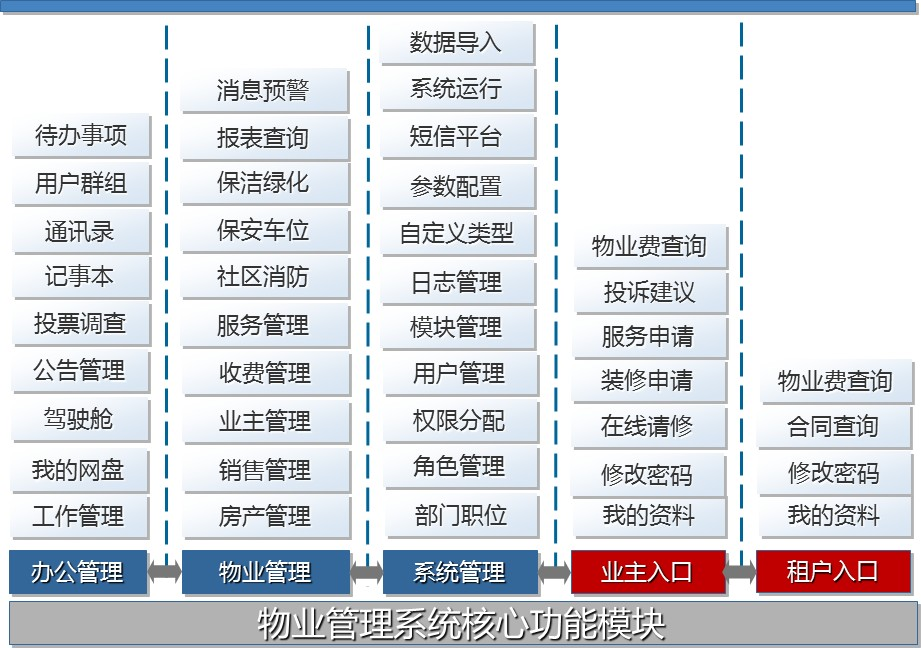 待办事项
用户群组
通讯录
记事本
投票调查
公告管理
驾驶舱
我的网盘
工作管理
办公管理
消息预警
报表查询
保洁绿化
保安车位
社区消防
服务管理
收费管理
业主管理
销售管理
房产管理
物业管理
数据导入
系统运行
短信平台
参数配置
自定义类型
日志管理
模块管理
用户管理
权限分配
角色管理
部门职位
系统管理
物业费查询
投诉建议
服务申请
装修申请
在线请修
修改密码
我的资料
业主入口
物业费查询
合同查询
修改密码
我的资料
租户入口
物业管理系统核心功能模块